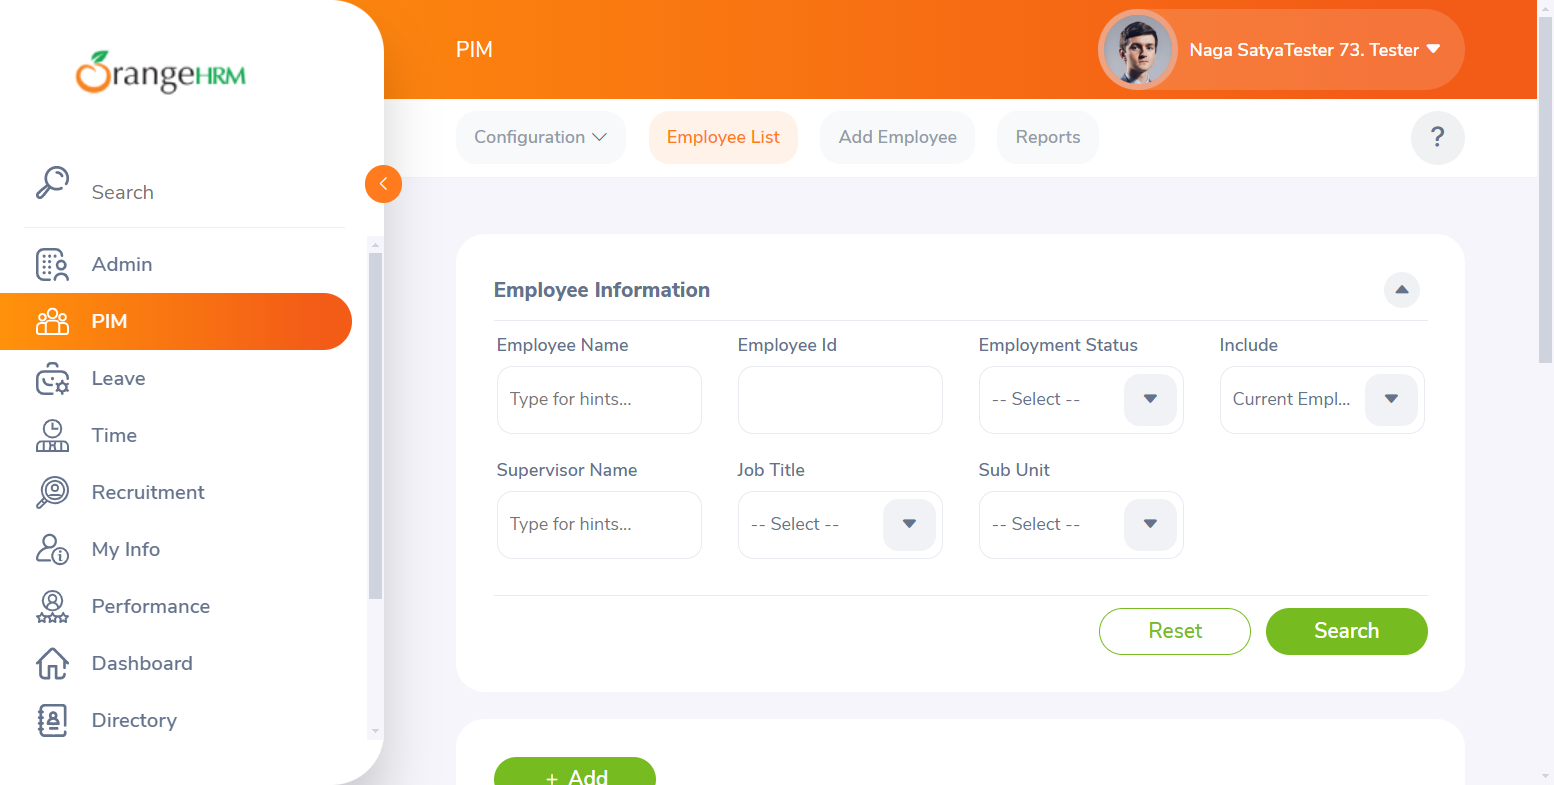 OrangeHRM
PIM
Naga SatyaTester 73. Tester
Configuration
Employee List
Add Employee
Reports
?
Search
Admin
PIM
Leave
Time
Recruitment
My Info
Performance
Dashboard
Directory
Employee Information
Employee Name
Employee Id
Employment Status
Include
Type for hints...
-- Select --
Current Empl...
Supervisor Name
Job Title
Sub Unit
Type for hints...
-- Select --
-- Select --
Reset
Search
+ Add